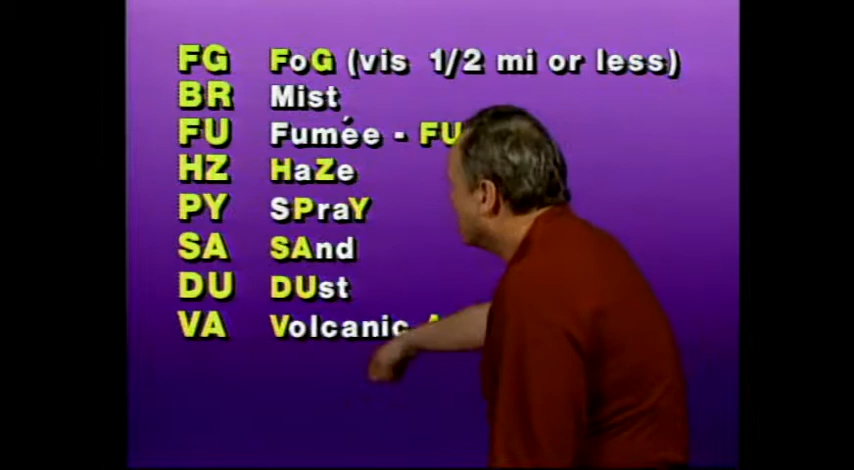 FG FoG (vis 1/2 mi or less)
BR Mist
FU Fumée - FU
HZ HaZe
PY SPraY
SA SAnd
DU DUst
VA Volcanic